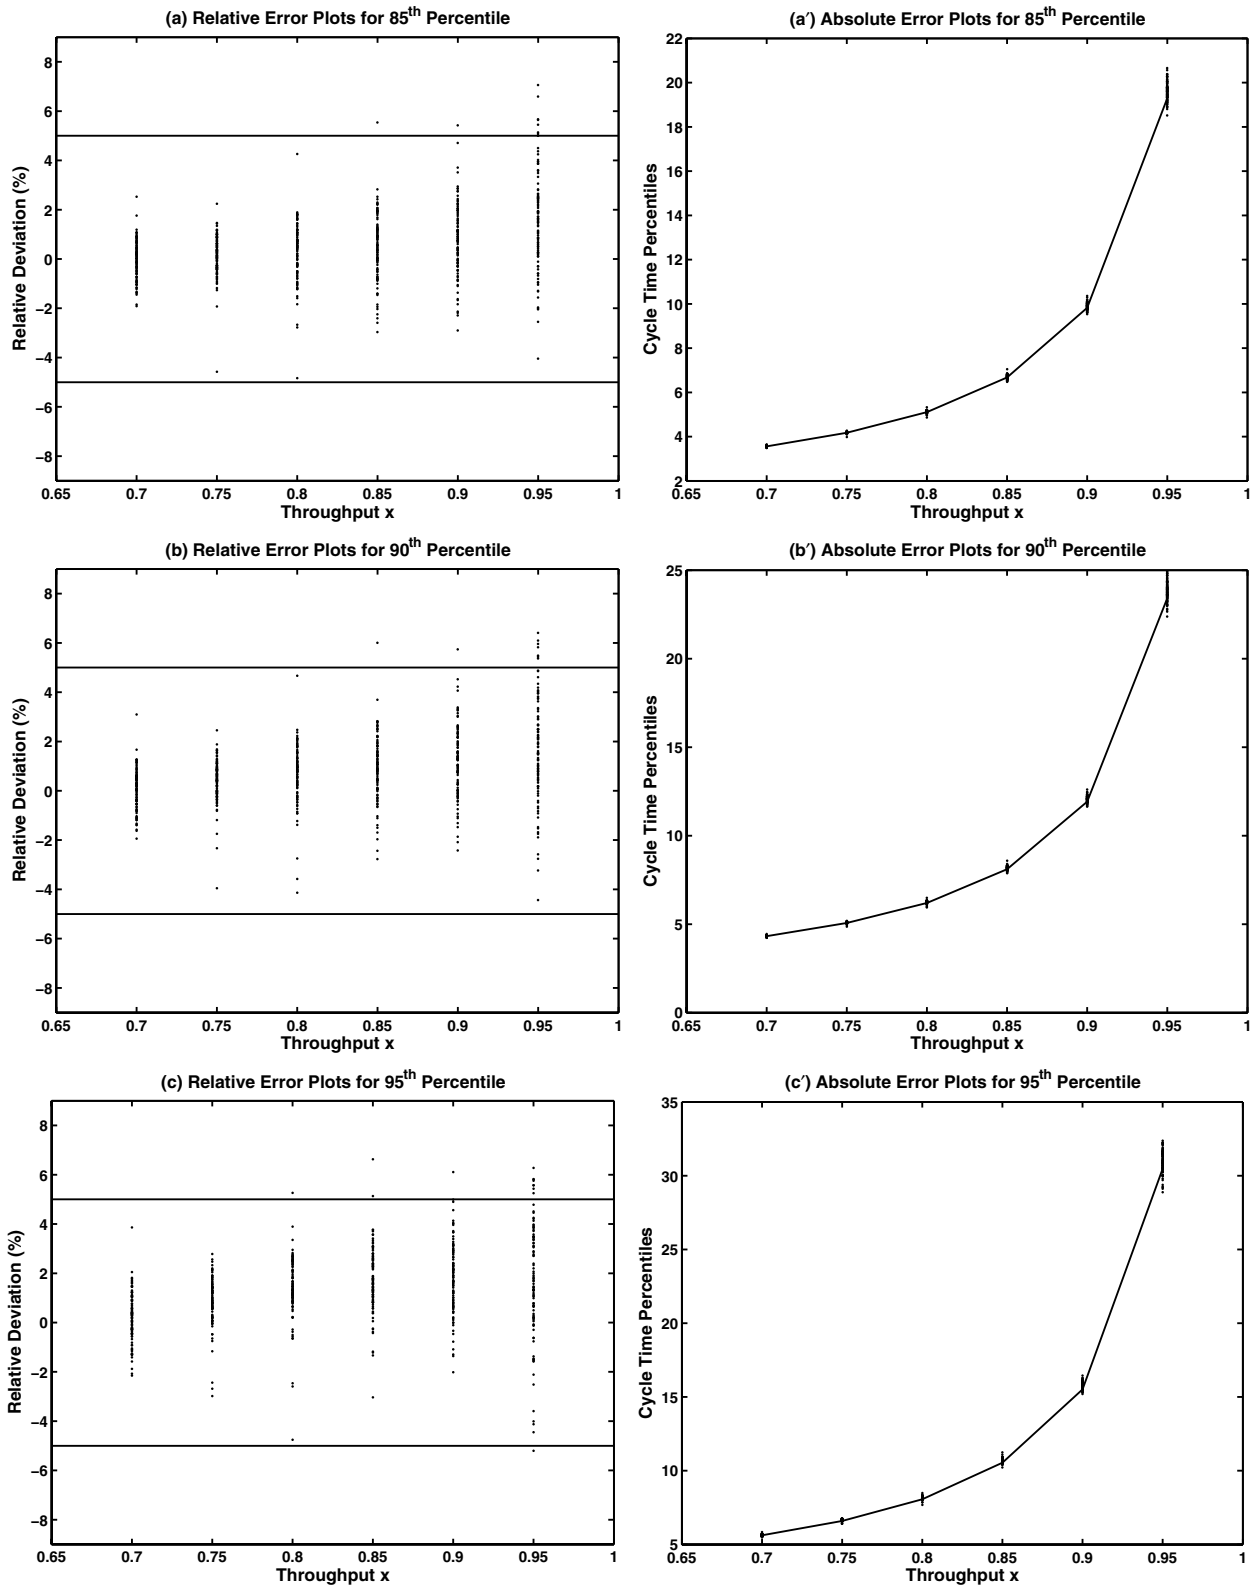 (a) Relative Error Plots for 85th Percentile
8
6
4
2
0
−2
−4
−6
−8
Relative Deviation (%)
0.65 0.7 0.75 0.8 0.85 0.9 0.95 1
Throughput x
(a′) Absolute Error Plots for 85th Percentile
22
20
18
16
14
12
10
8
6
4
2
Cycle Time Percentiles
0.65 0.7 0.75 0.8 0.85 0.9 0.95 1
Throughput x
(b) Relative Error Plots for 90th Percentile
8
6
4
2
0
−2
−4
−6
−8
Relative Deviation (%)
0.65 0.7 0.75 0.8 0.85 0.9 0.95 1
Throughput x
(b′) Absolute Error Plots for 90th Percentile
25
20
15
10
5
0
Cycle Time Percentiles
0.65 0.7 0.75 0.8 0.85 0.9 0.95 1
Throughput x
(c) Relative Error Plots for 95th Percentile
8
6
4
2
0
−2
−4
−6
−8
Relative Deviation (%)
0.65 0.7 0.75 0.8 0.85 0.9 0.95 1
Throughput x
(c′) Absolute Error Plots for 95th Percentile
35
30
25
20
15
10
5
Cycle Time Percentiles
0.65 0.7 0.75 0.8 0.85 0.9 0.95 1
Throughput x